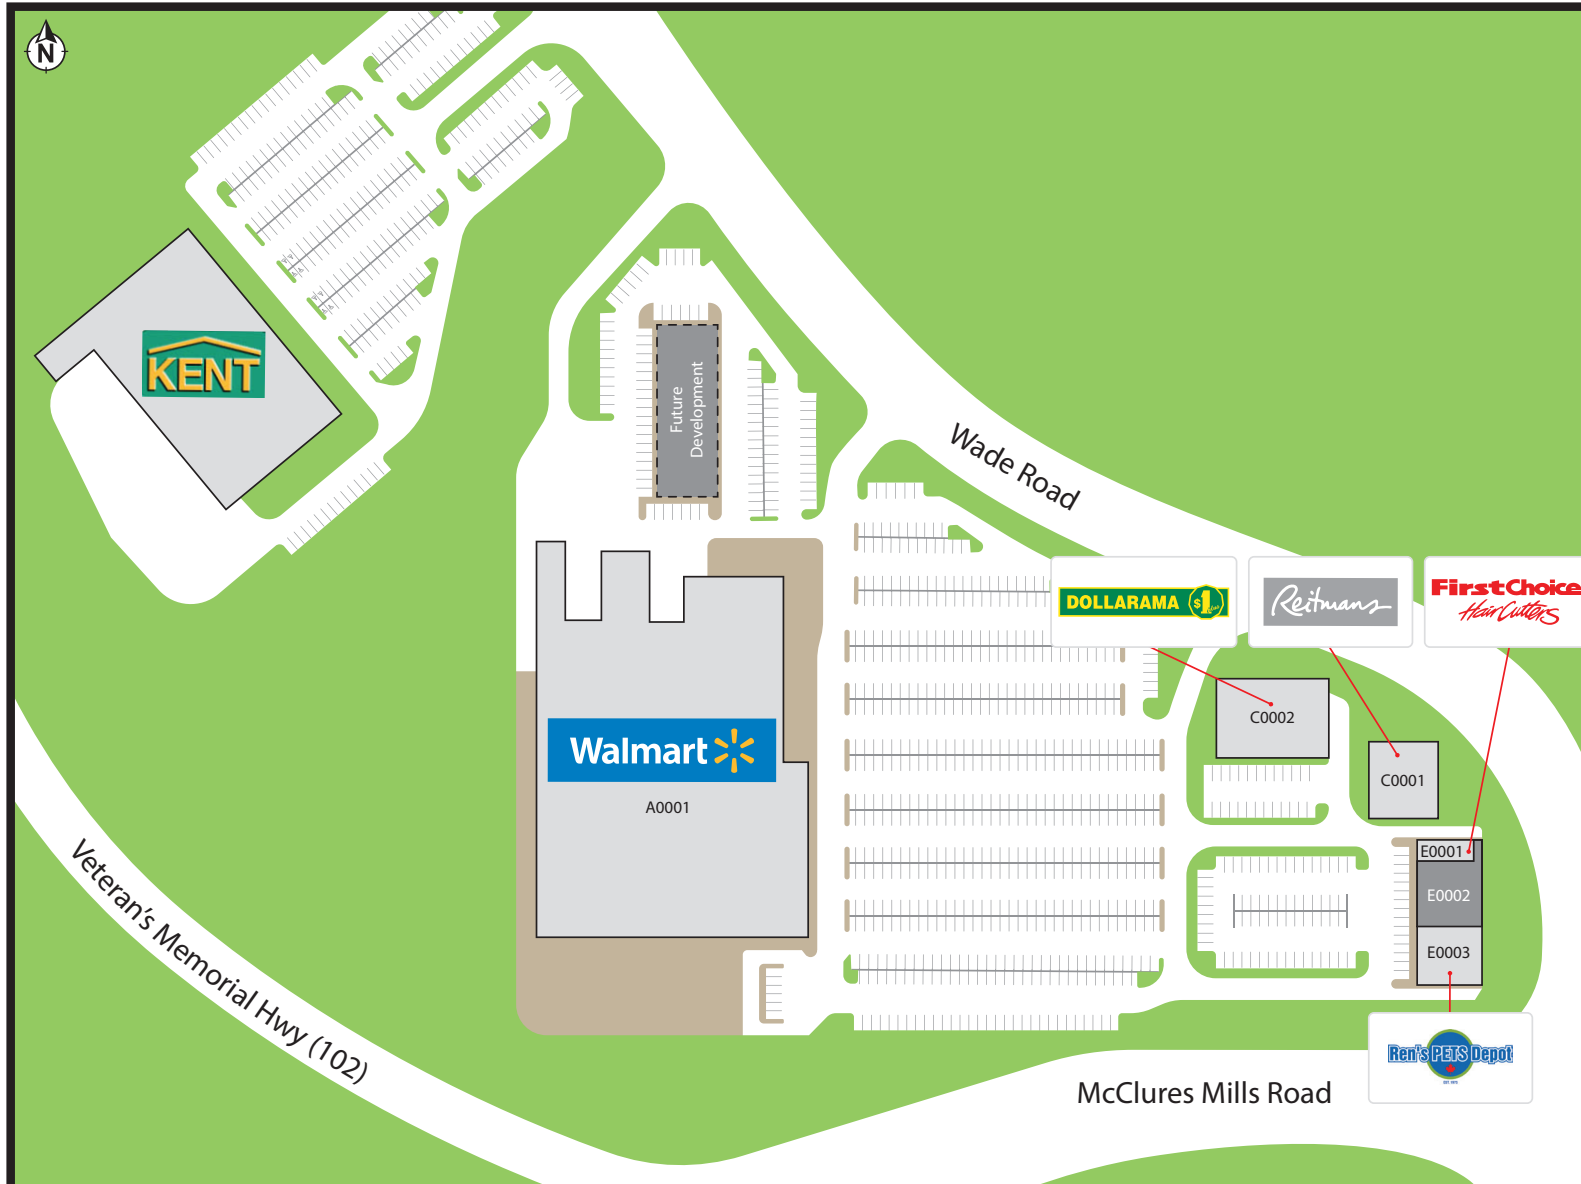 N
KENT
Future
Development
Wade Road
DOLLARAMA $1
Reitmans
FirstChoice
HairCutters
C0002
C0001
Walmart
A0001
E0001
E0002
E0003
Veteran's Memorial Hwy (102)
Ren's PETS Depot
McClures Mills Road